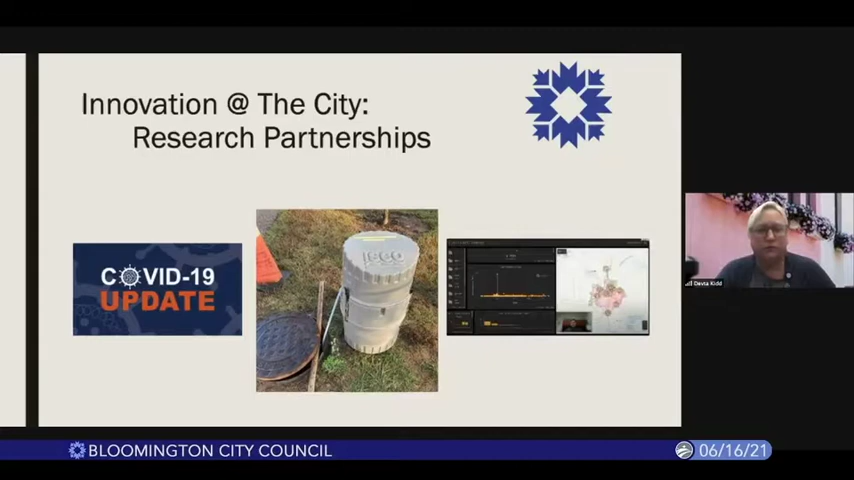 Innovation @ The City:
Research Partnerships
COVID-19
UPDATE
ISCO
Devta Kidd
BLOOMINGTON CITY COUNCIL
06/16/21